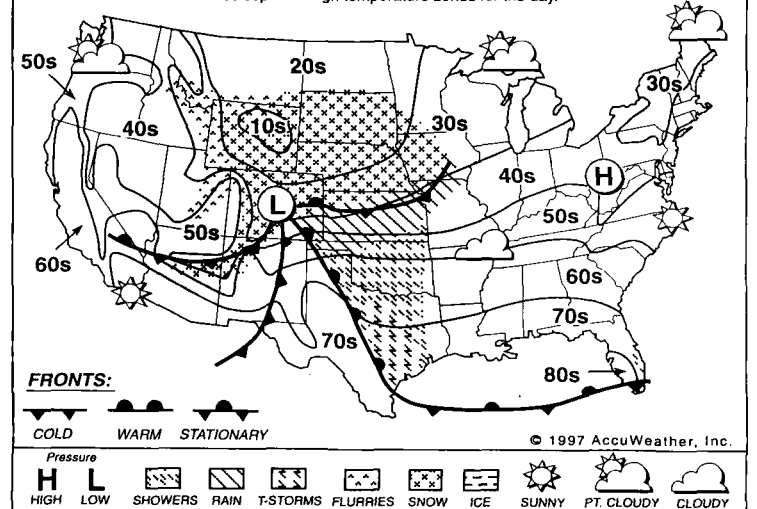 50s
20s
30s
40s
10s
30s
40s
H
L
50s
50s
60s
60s
70s
70s
80s
FRONTS:
COLD WARM STATIONARY
© 1997 AccuWeather, Inc.
Pressure
H L
HIGH LOW SHOWERS RAIN T-STORMS FLURRIES SNOW ICE SUNNY PT. CLOUDY CLOUDY